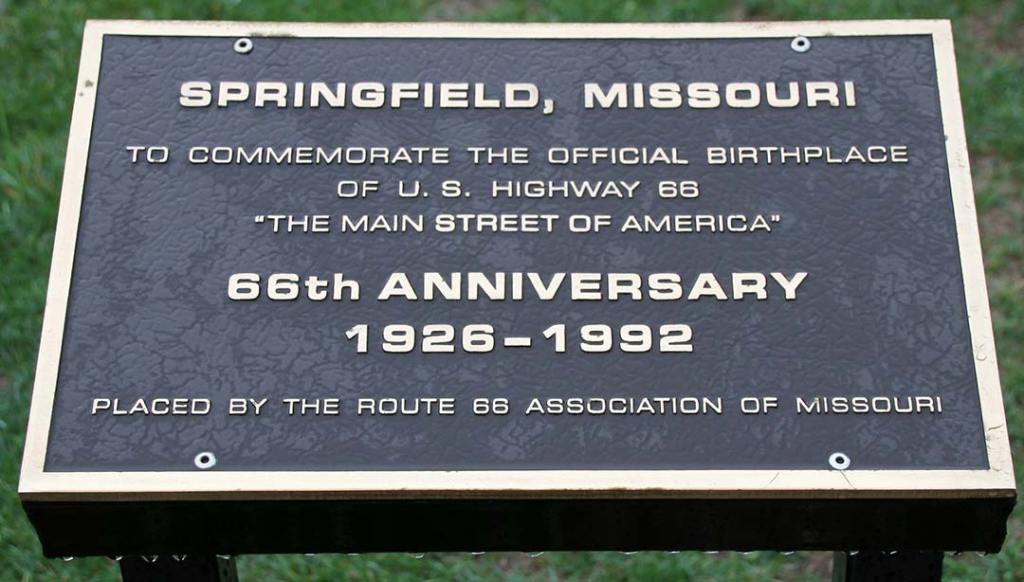 SPRINGFIELD, MISSOURI
TO COMMEMORATE THE OFFICIAL BIRTHPLACE
OF U. S. HIGHWAY 66
"THE MAIN STREET OF AMERICA"
66th ANNIVERSARY
1926-1992
PLACED BY THE ROUTE 66 ASSOCIATION OF MISSOURI